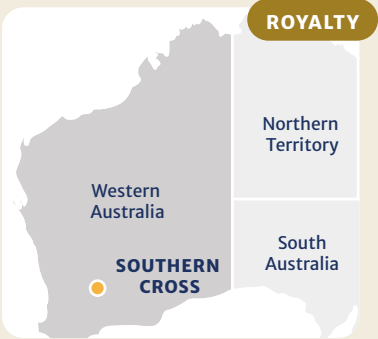 ROYALTY
Northern
Territory
Western
Australia
South
Australia
SOUTHERN
CROSS